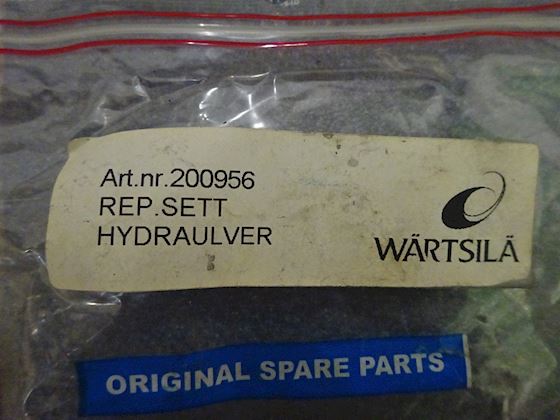 Art.nr.200956
REP.SETT
HYDRAULVER
WÄRTSILÄ
ORIGINAL SPARE PARTS